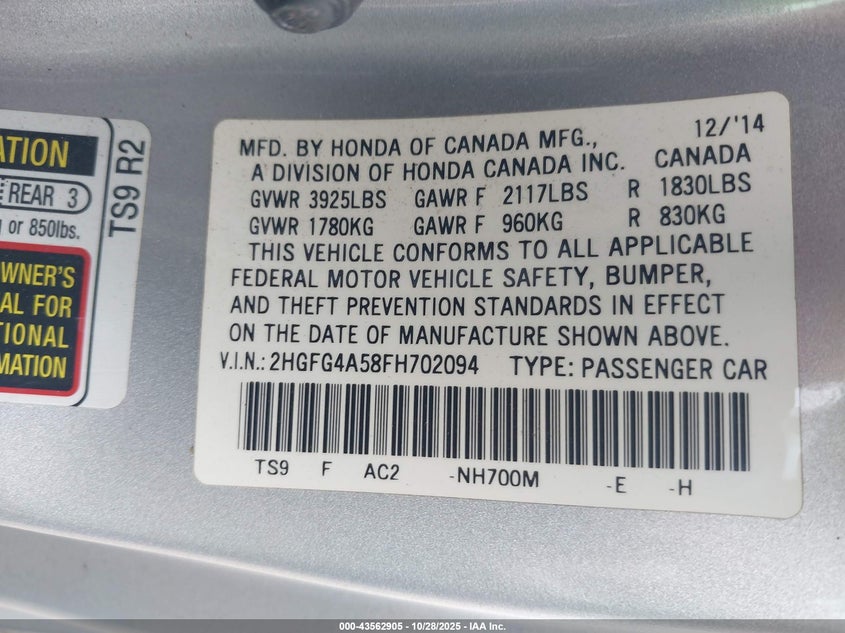 ATION
REAR 3
or 850lbs.
WNER'S
AL FOR
TIONAL
MATION
TS9 R2
12/'14
MFD. BY HONDA OF CANADA MFG.,
A DIVISION OF HONDA CANADA INC. CANADA
GVWR 3925LBS GAWR F 2117LBS R 1830LBS
GVWR 1780KG GAWR F 960KG R 830KG
THIS VEHICLE CONFORMS TO ALL APPLICABLE
FEDERAL MOTOR VEHICLE SAFETY, BUMPER,
AND THEFT PREVENTION STANDARDS IN EFFECT
ON THE DATE OF MANUFACTURE SHOWN ABOVE.
V.I.N.: 2HGFG4A58FH702094 TYPE: PASSENGER CAR
TS9 F AC2 -NH700M -E -H
000-43562905 - 10/28/2025 - IAA Inc.